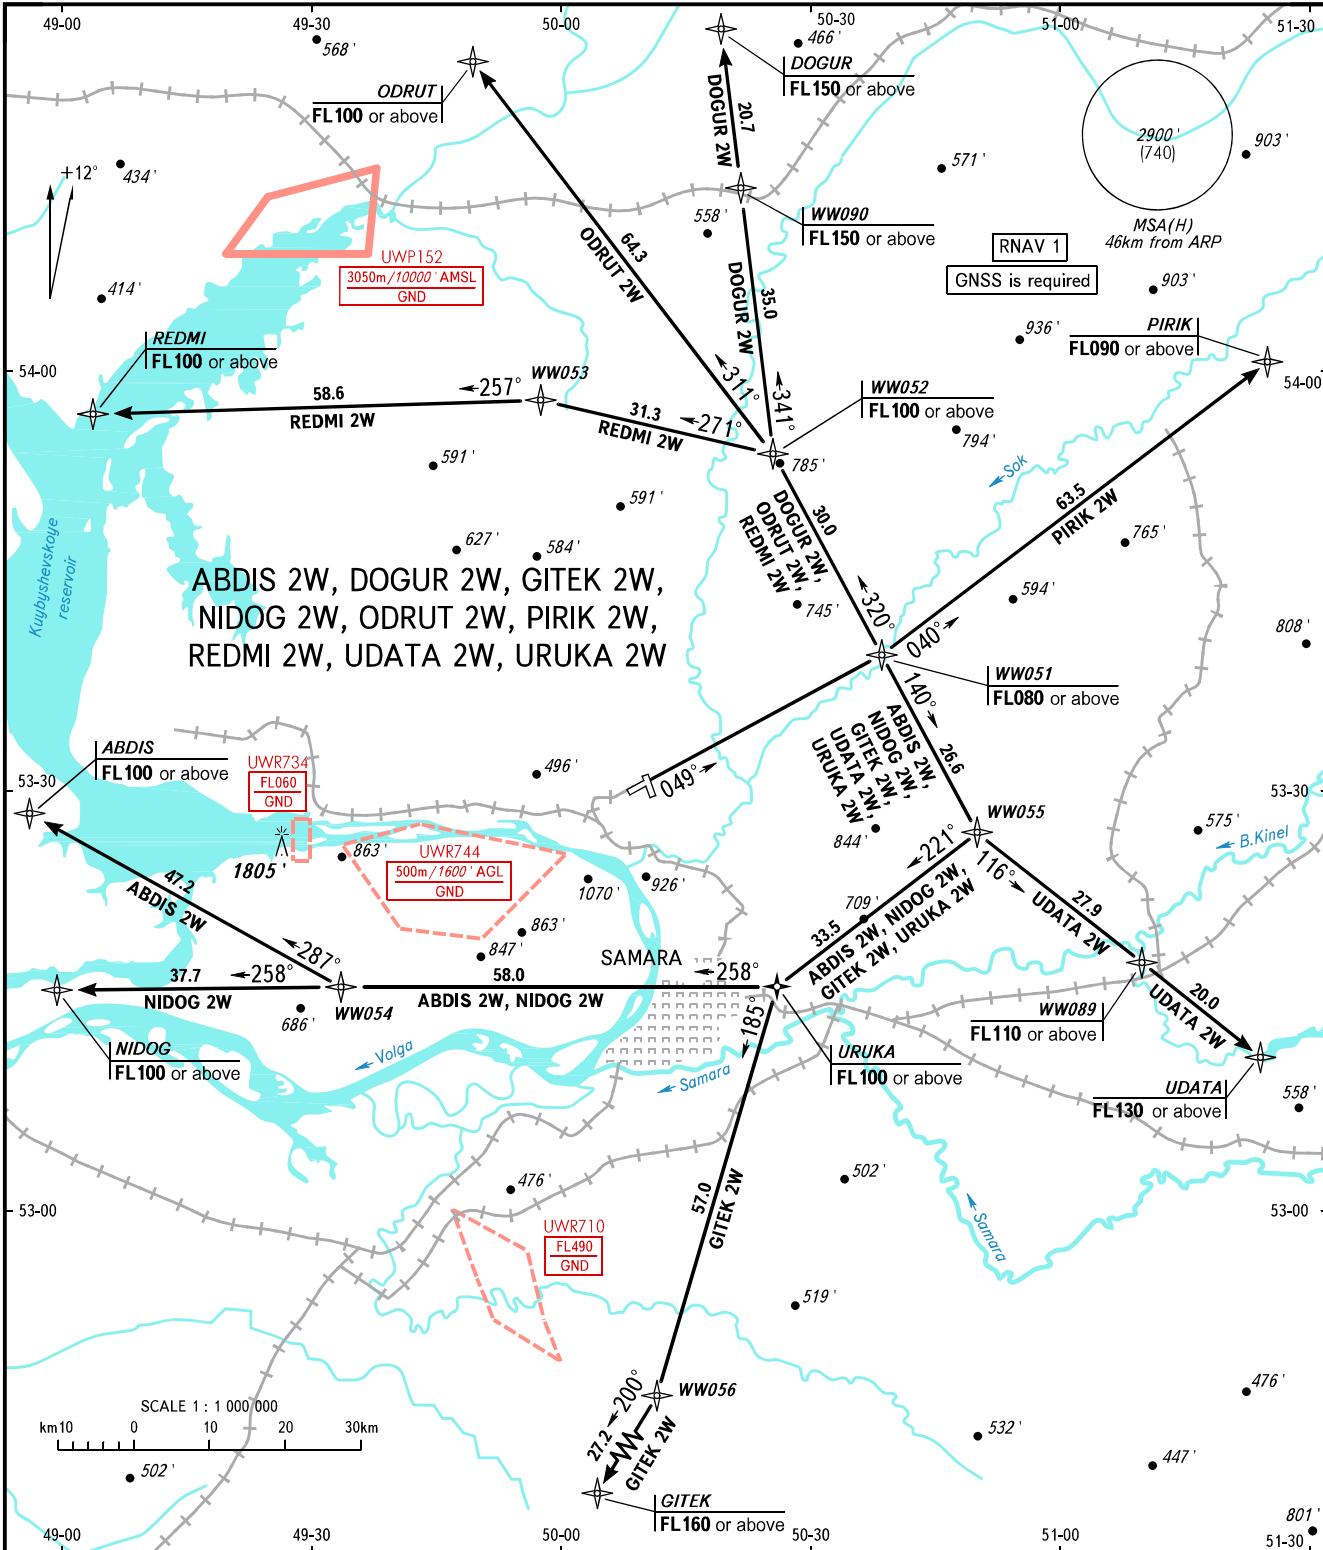 49-00
49-30
50-00
50-30
51-00
51-30
568'
466'
ODRUT
FL100 or above
DOGUR
FL150 or above
20.7
DOGUR 2W
2900'
(740)
903'
MSA(H)
46km from ARP
+12°
434'
571'
558'
WW090
FL150 or above
RNAV 1
GNSS is required
UWP152
3050m/10000' AMSL
GND
64.3
ODRUT 2W
35.0
DOGUR 2W
414'
903'
936'
REDMI
FL100 or above
PIRIK
FL090 or above
54-00
54-00
58.6
REDMI 2W
257°
WW053
31.3
REDMI 2W
271°
311°
341°
WW052
FL100 or above
785'
794'
591'
591'
Sok
63.5
PIRIK 2W
765'
30.0
DOGUR 2W,
ODRUT 2W,
REDMI 2W
627'
584'
Kuybyshevskoye
reservoir
ABDIS 2W, DOGUR 2W, GITEK 2W,
NIDOG 2W, ODRUT 2W, PIRIK 2W,
REDMI 2W, UDATA 2W, URUKA 2W
745'
594'
808'
320°
040°
WW051
FL080 or above
140°
ABDIS 2W,
NIDOG 2W,
GITEK 2W,
UDATA 2W,
URUKA 2W
26.6
ABDIS
FL100 or above
UWR734
FL060
GND
496'
049°
53-30
53-30
WW055
844'
575'
B.Kinel
1805'
863'
UWR744
500m/1600' AGL
GND
1070'
926'
221°
116°
27.9
UDATA 2W
709'
33.5
ABDIS 2W, NIDOG 2W,
GITEK 2W, URUKA 2W
47.2
ABDIS 2W
863'
847'
SAMARA
287°
37.7
NIDOG 2W
258°
58.0
ABDIS 2W, NIDOG 2W
258°
WW054
686'
185°
20.0
UDATA 2W
WW089
FL110 or above
NIDOG
FL100 or above
Volga
Samara
URUKA
FL100 or above
UDATA
FL130 or above
558'
476'
502'
57.0
GITEK 2W
53-00
53-00
UWR710
FL490
GND
Samara
519'
WW056
200°
27.2
GITEK 2W
476'
SCALE 1 : 1 000 000
km10 0 10 20 30km
532'
447'
502'
GITEK
FL160 or above
801'
49-00
49-30
50-00
50-30
51-00
51-30